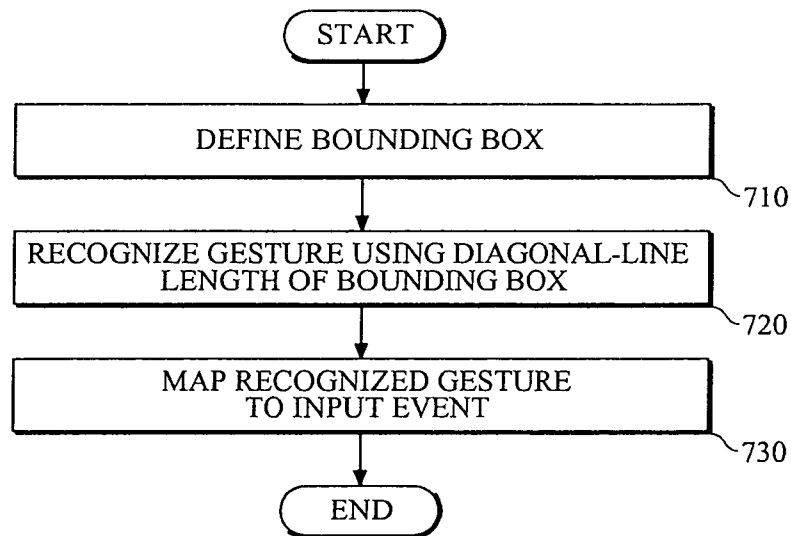 START
DEFINE BOUNDING BOX
710
RECOGNIZE GESTURE USING DIAGONAL-LINE
LENGTH OF BOUNDING BOX
720
MAP RECOGNIZED GESTURE
TO INPUT EVENT
730
END